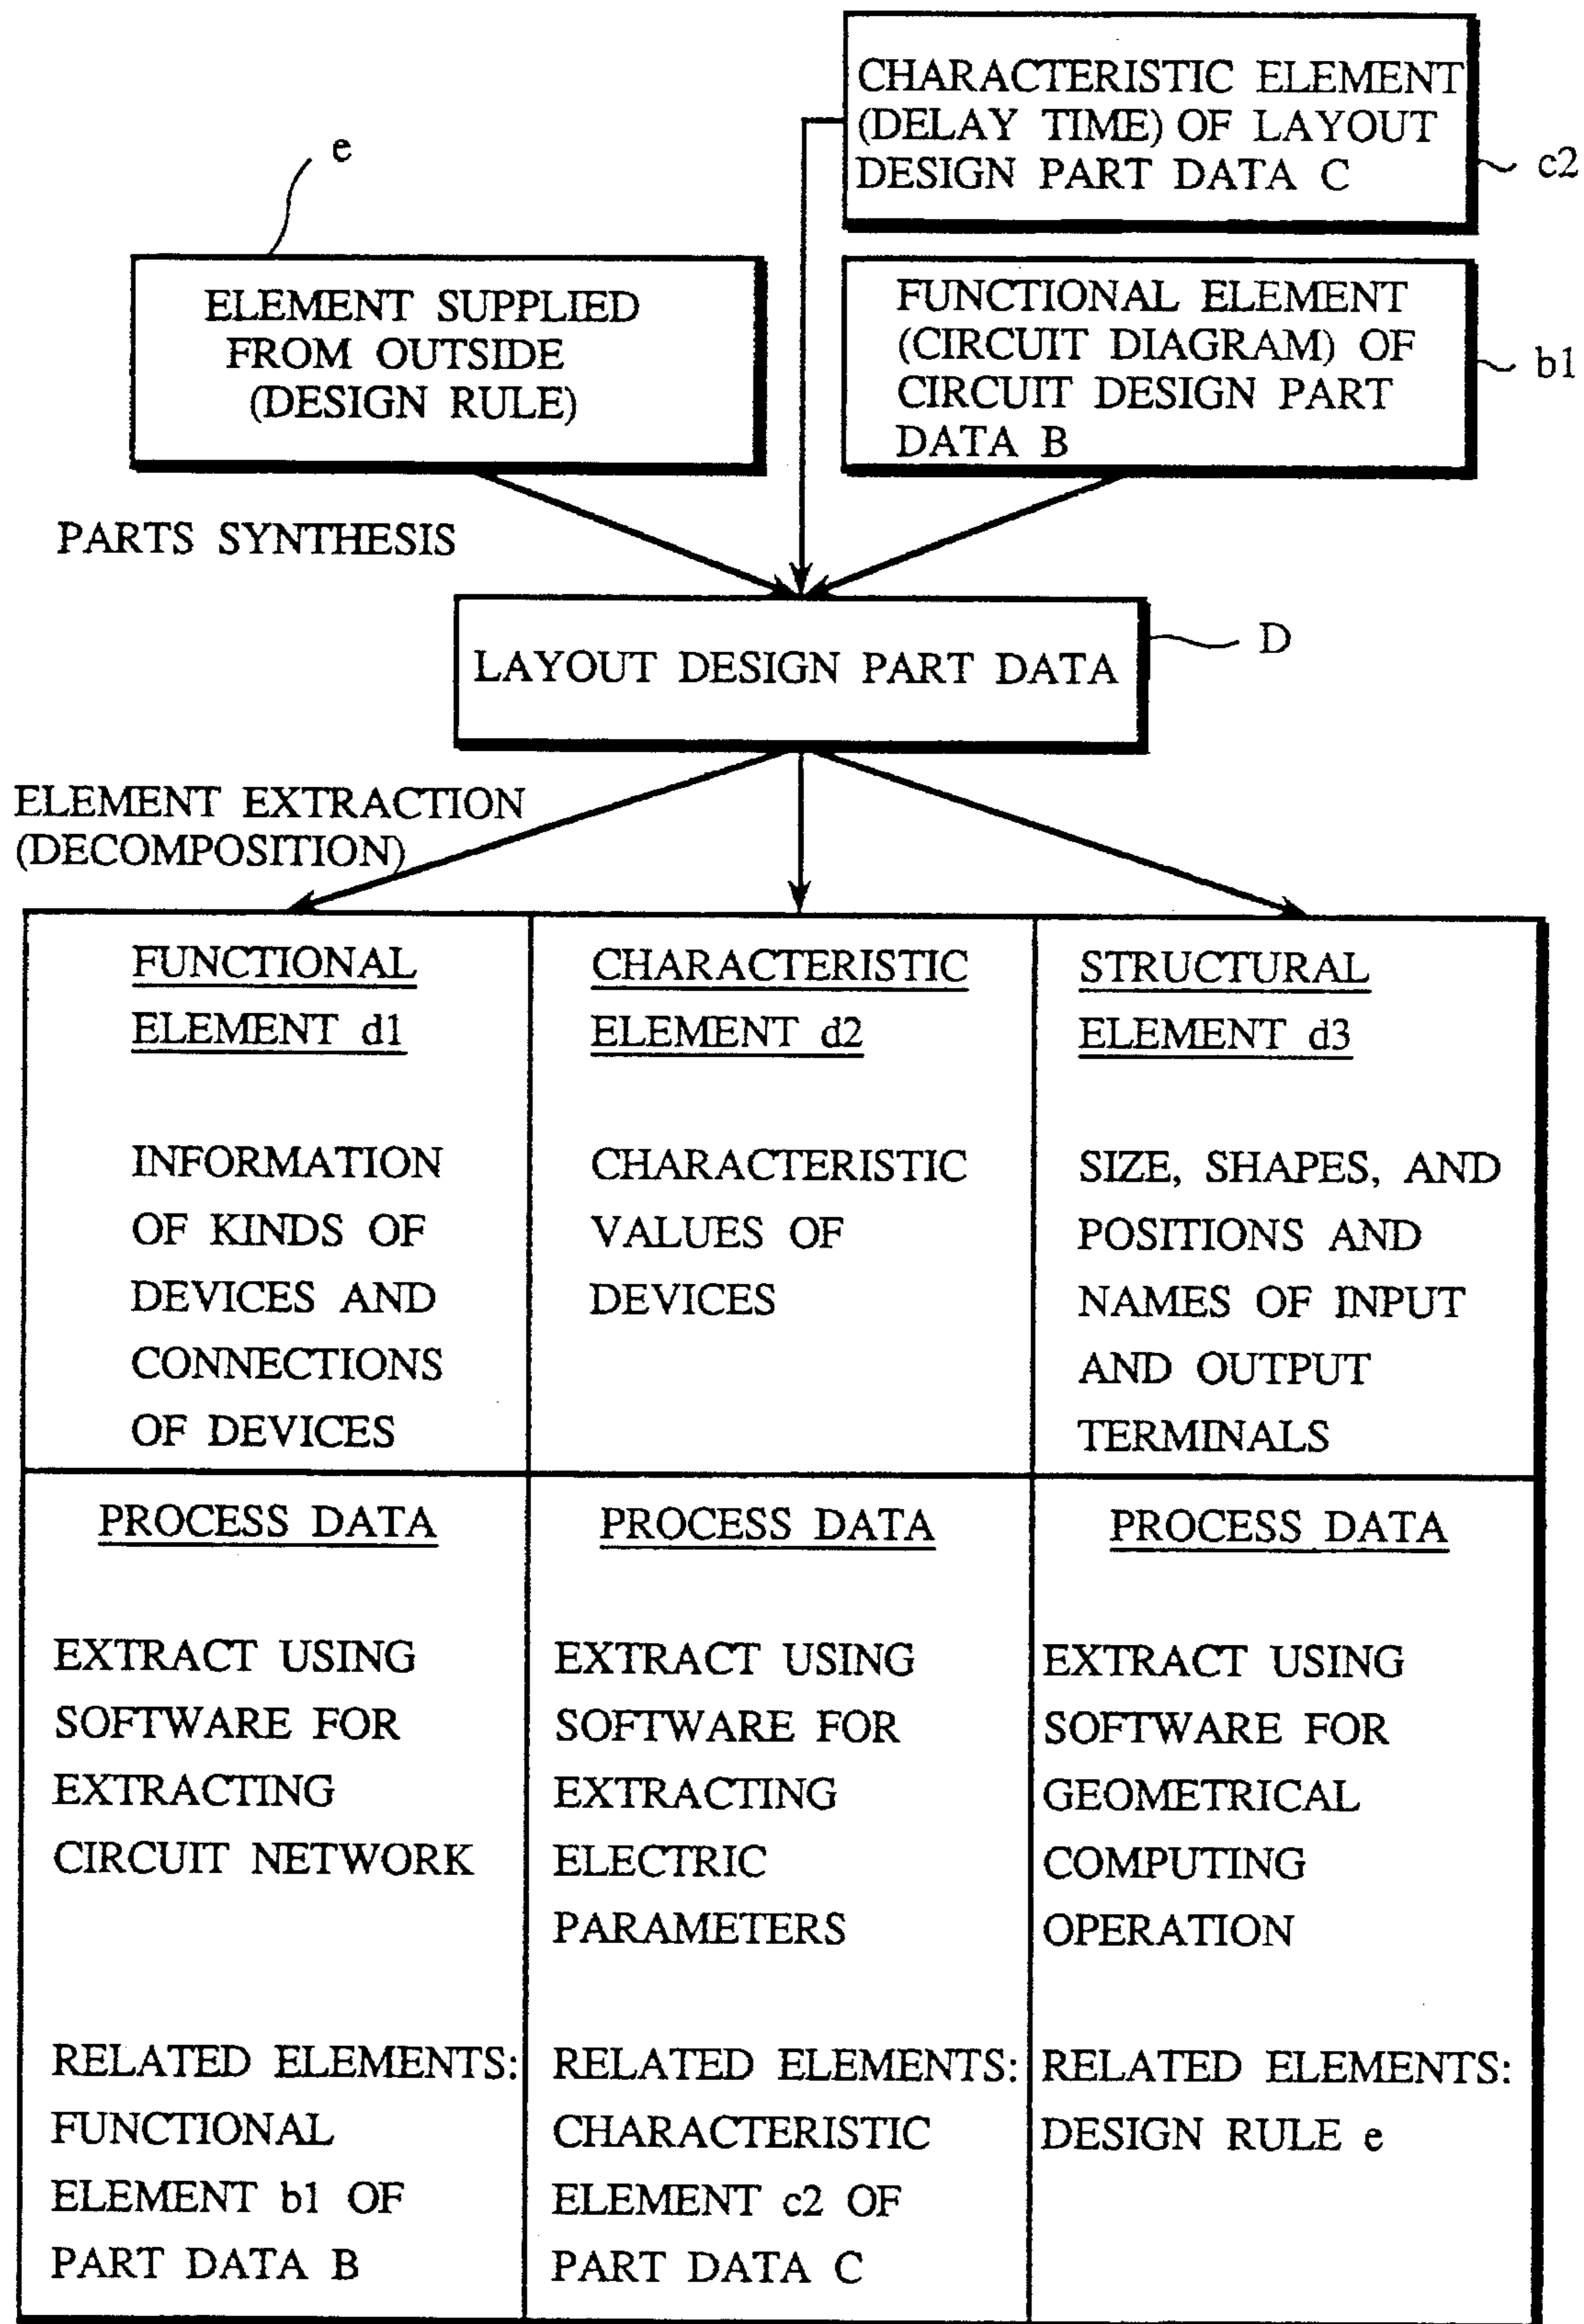 CHARACTERISTIC ELEMENT
(DELAY TIME) OF LAYOUT
DESIGN PART DATA C
c2
e
ELEMENT SUPPLIED
FROM OUTSIDE
(DESIGN RULE)
FUNCTIONAL ELEMENT
(CIRCUIT DIAGRAM) OF
CIRCUIT DESIGN PART
DATA B
b1
PARTS SYNTHESIS
LAYOUT DESIGN PART DATA
D
ELEMENT EXTRACTION
(DECOMPOSITION)
FUNCTIONAL
ELEMENT d1
INFORMATION
OF KINDS OF
DEVICES AND
CONNECTIONS
OF DEVICES
CHARACTERISTIC
ELEMENT d2
CHARACTERISTIC
VALUES OF
DEVICES
STRUCTURAL
ELEMENT d3
SIZE, SHAPES, AND
POSITIONS AND
NAMES OF INPUT
AND OUTPUT
TERMINALS
PROCESS DATA
EXTRACT USING
SOFTWARE FOR
EXTRACTING
CIRCUIT NETWORK
RELATED ELEMENTS:
FUNCTIONAL
ELEMENT b1 OF
PART DATA B
PROCESS DATA
EXTRACT USING
SOFTWARE FOR
EXTRACTING
ELECTRIC
PARAMETERS
RELATED ELEMENTS:
CHARACTERISTIC
ELEMENT c2 OF
PART DATA C
PROCESS DATA
EXTRACT USING
SOFTWARE FOR
GEOMETRICAL
COMPUTING
OPERATION
RELATED ELEMENTS:
DESIGN RULE e